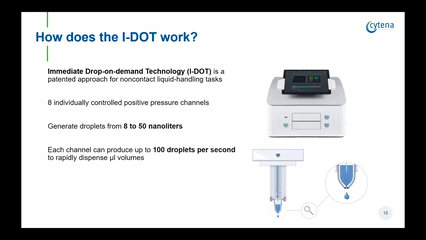 cytena
How does the I-DOT work?
Immediate Drop-on-demand Technology (I-DOT) is a
patented approach for noncontact liquid-handling tasks
8 individually controlled positive pressure channels
Generate droplets from 8 to 50 nanoliters
Each channel can produce up to 100 droplets per second
to rapidly dispense µl volumes